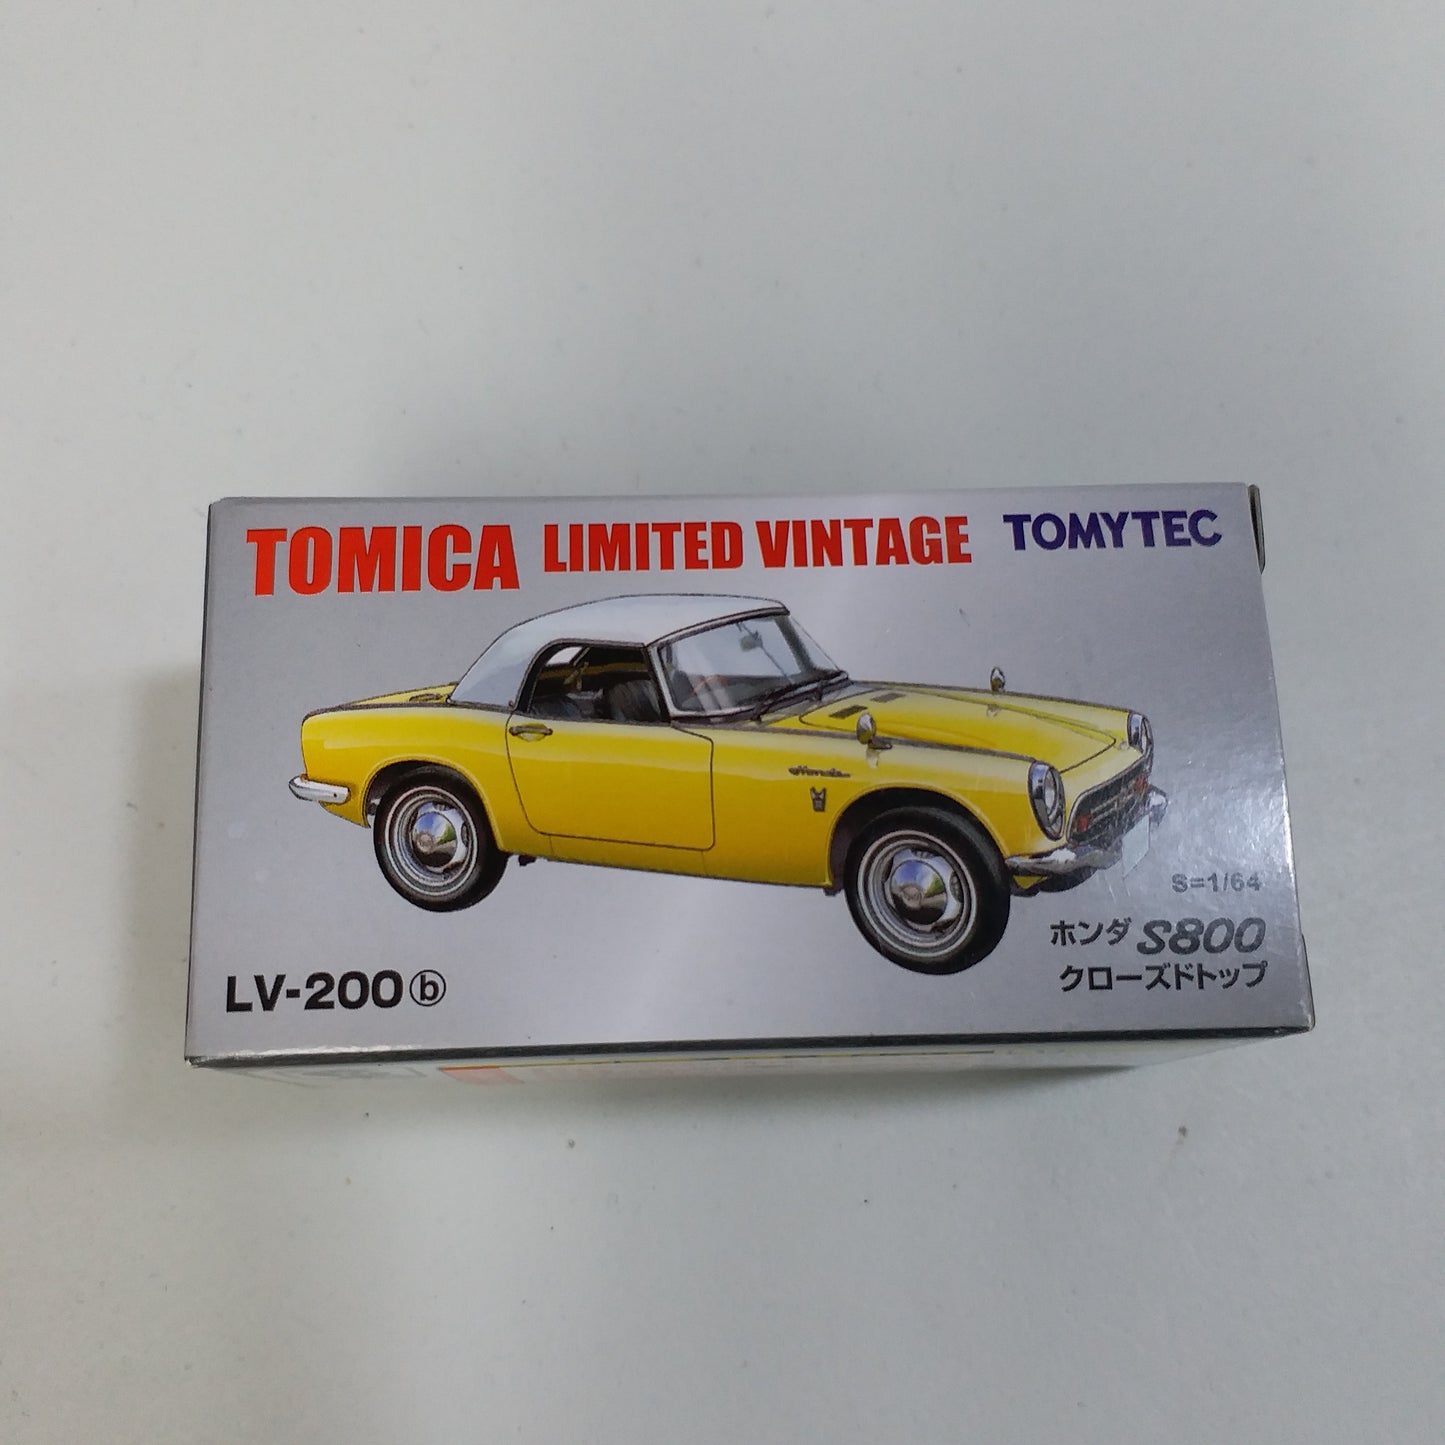 TOMICA LIMITED VINTAGE TOMYTEC
Honda
S=1/64
ホンダ S800
クローズドトップ
LV-200ⓑ